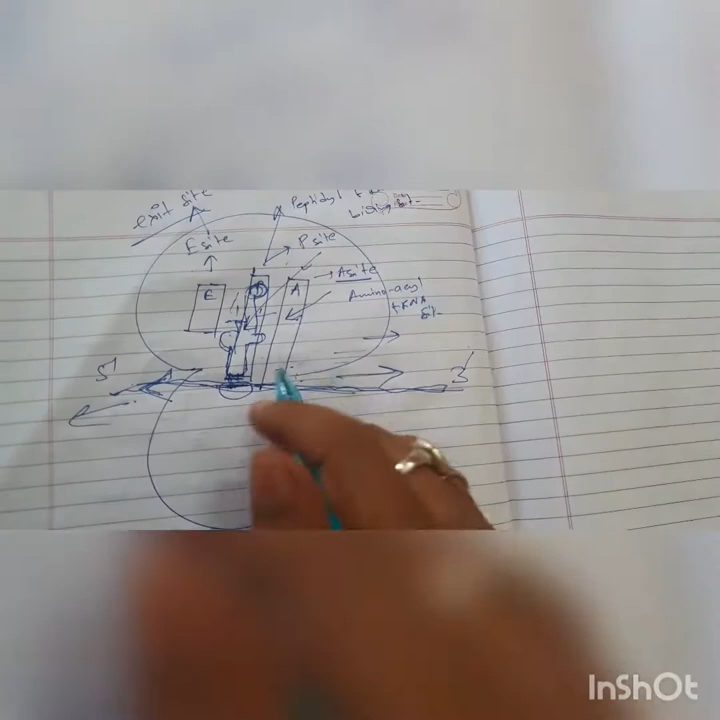 exit site
Peptidyl
E site
P site
A site
E
P
A
Amino-acyl
tRNA
5'
3'
InShOt